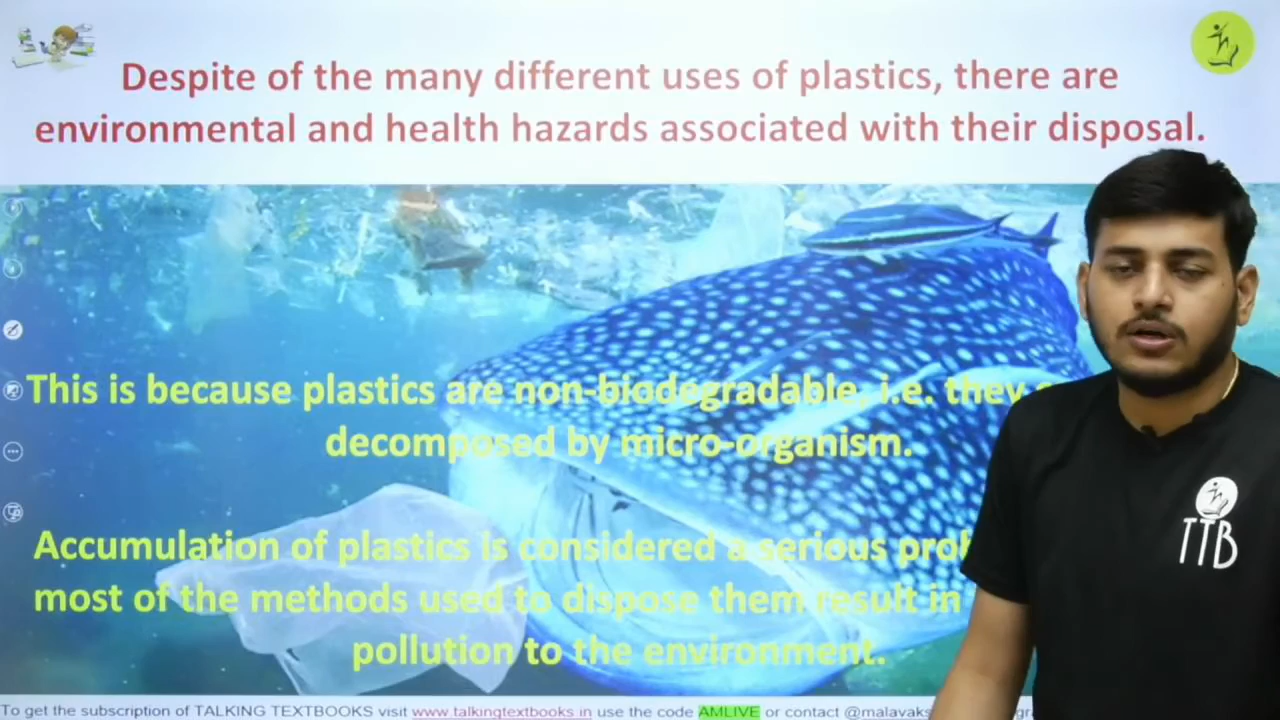 Despite of the many different uses of plastics, there are
environmental and health hazards associated with their disposal.
This is because plastics are non-biodegradable, i.e. they
decomposed by micro-organism.
Accumulation of plastics is considered a serious
most of the methods used to dispose them result in
pollution to the environment.
TTB
To get the subscription of TALKING TEXTBOOKS visit www.talkingtextbooks.in use the code AMLIVE or contact